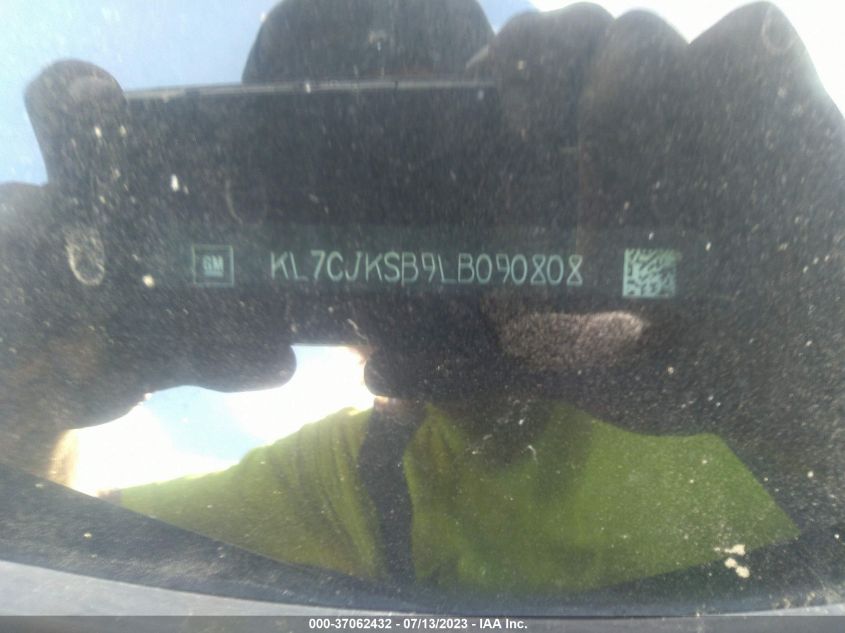 GM KL7CJKSB9LB090808
000-37062432 - 07/13/2023 - IAA Inc.